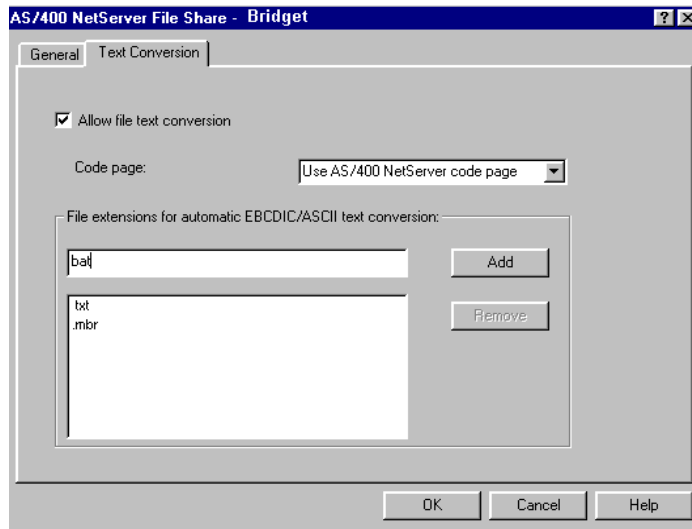 AS/400 NetServer File Share - Bridget
General Text Conversion
Allow file text conversion
Code page: Use AS/400 NetServer code page
File extensions for automatic EBCDIC/ASCII text conversion:
bat Add
txt
.mbr
Remove
OK Cancel Help